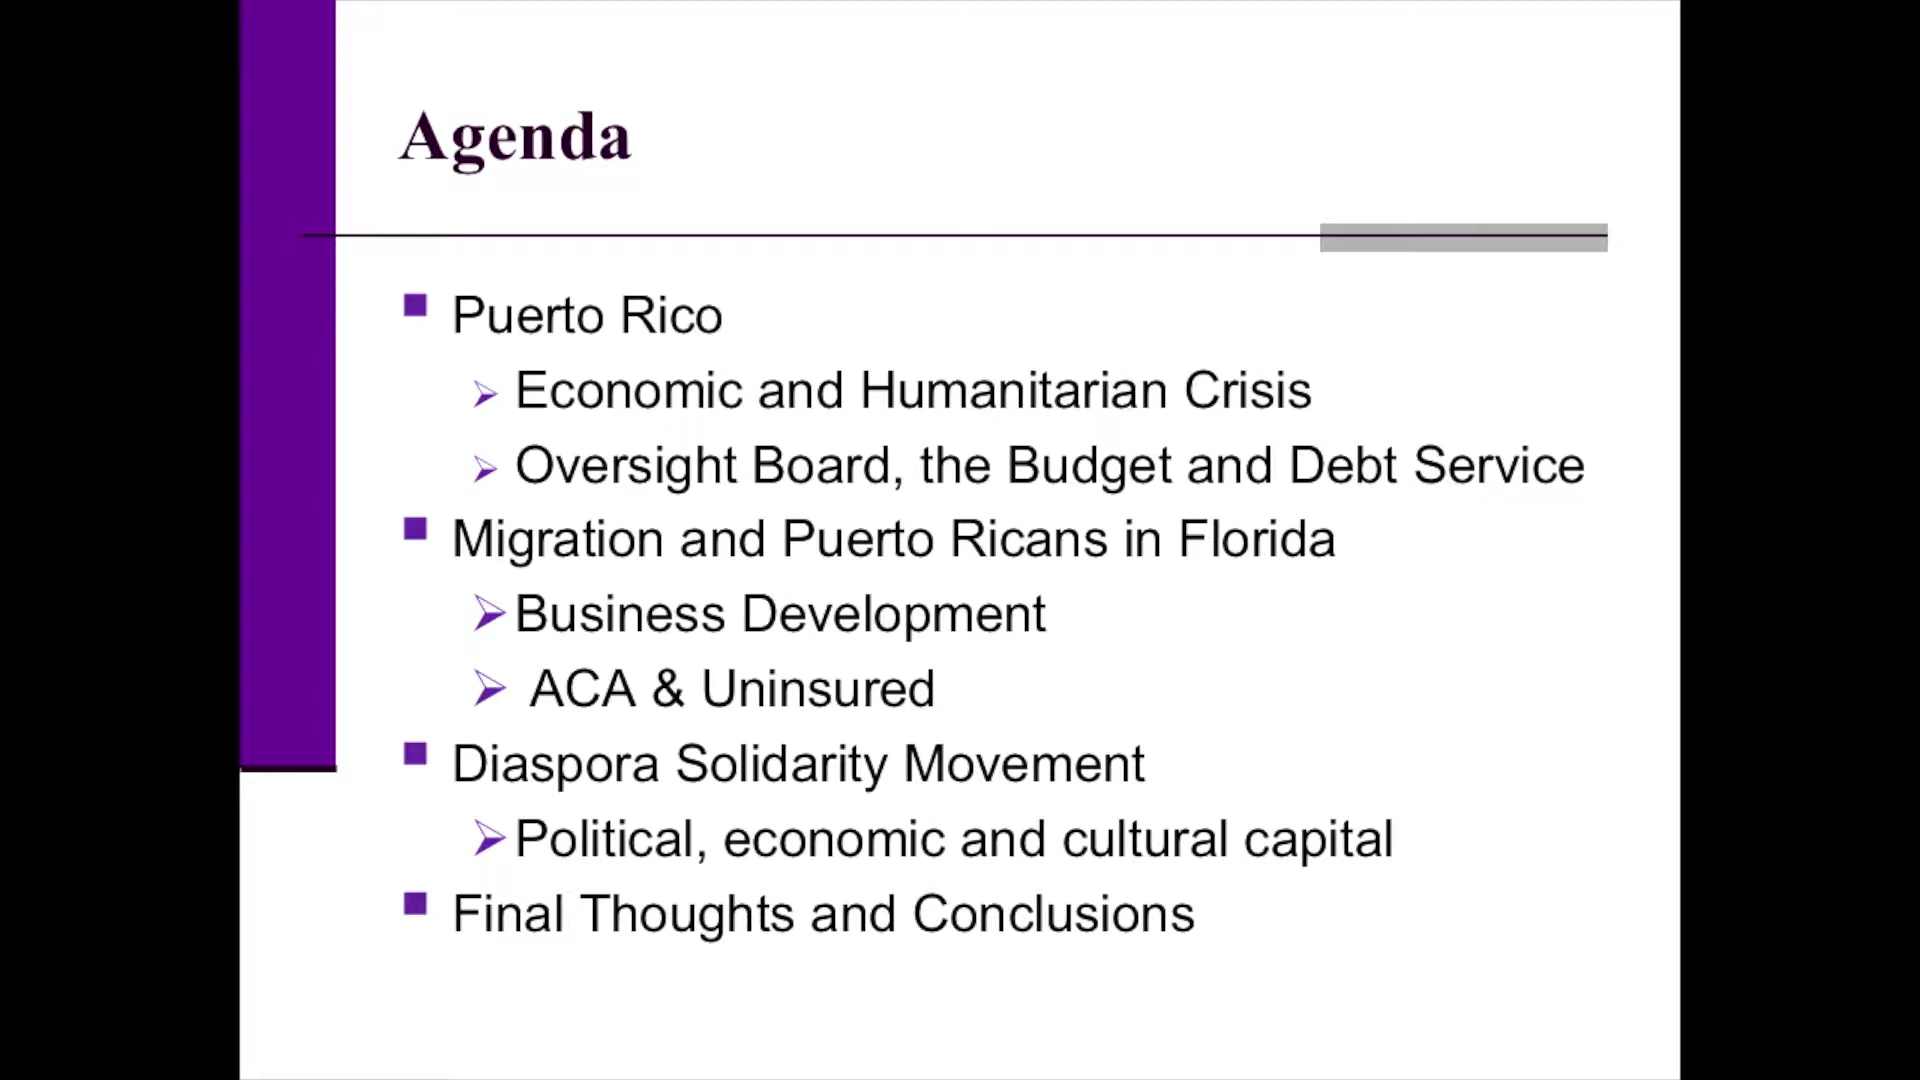 Agenda
Puerto Rico
Economic and Humanitarian Crisis
Oversight Board, the Budget and Debt Service
Migration and Puerto Ricans in Florida
Business Development
ACA & Uninsured
Diaspora Solidarity Movement
Political, economic and cultural capital
Final Thoughts and Conclusions